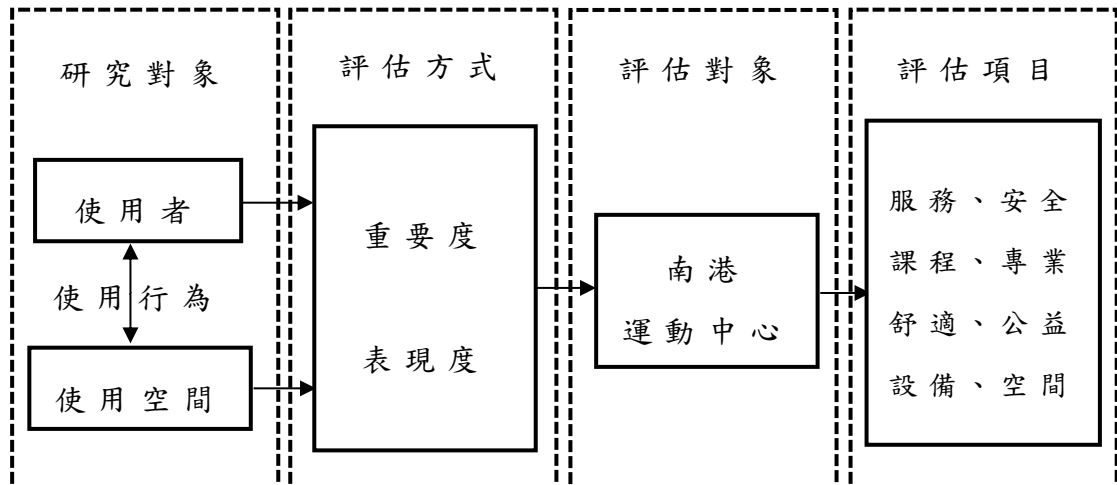 研究對象
使用者
使用行為
使用空間
評估方式
重要度
表現度
評估對象
南港
運動中心
評估項目
服務、安全
課程、專業
舒適、公益
設備、空間